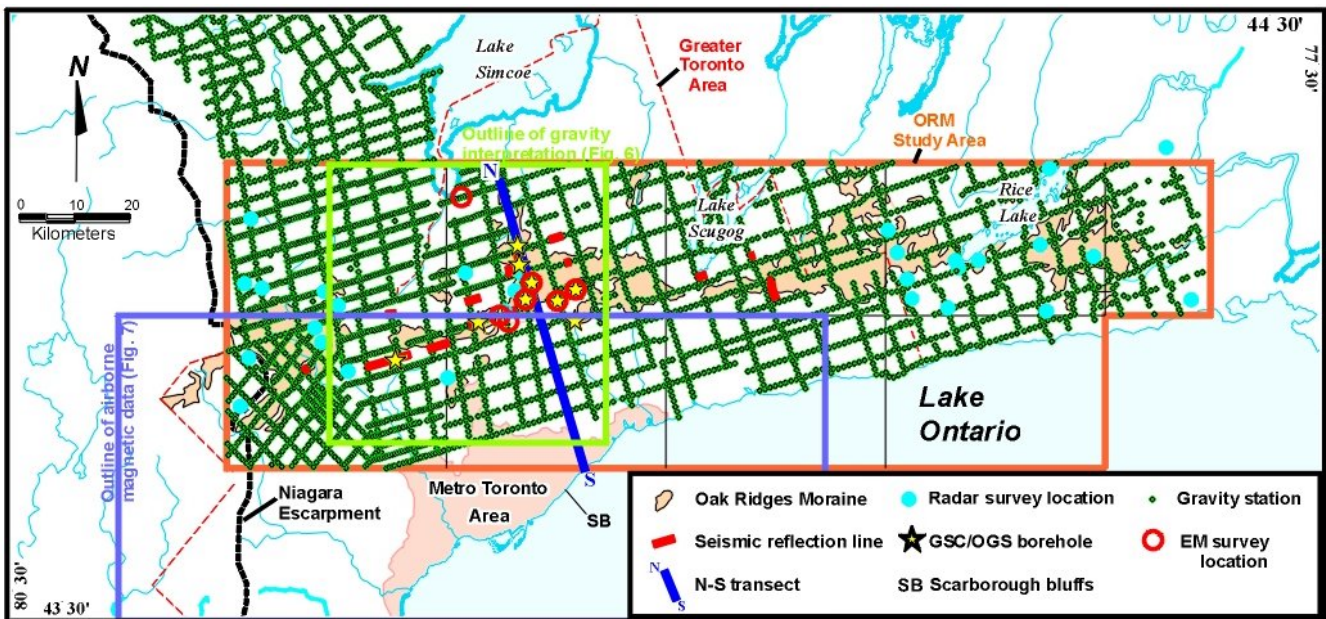 44 30'
77 30'
Lake
Simcoe
Greater
Toronto
Area
N
ORM
Study Area
Outline of gravity
interpretation (Fig. 6)
N
0 10 20
Kilometers
Rice
Lake
Lake
Scugog
Outline of airborne
magnetic data (Fig. 7)
Lake
Ontario
S
Niagara
Escarpment
Metro Toronto
Area
SB
80 30'
43 30'
Oak Ridges Moraine
Radar survey location
Gravity station
Seismic reflection line
GSC/OGS borehole
EM survey
location
N
S
N-S transect
SB Scarborough bluffs